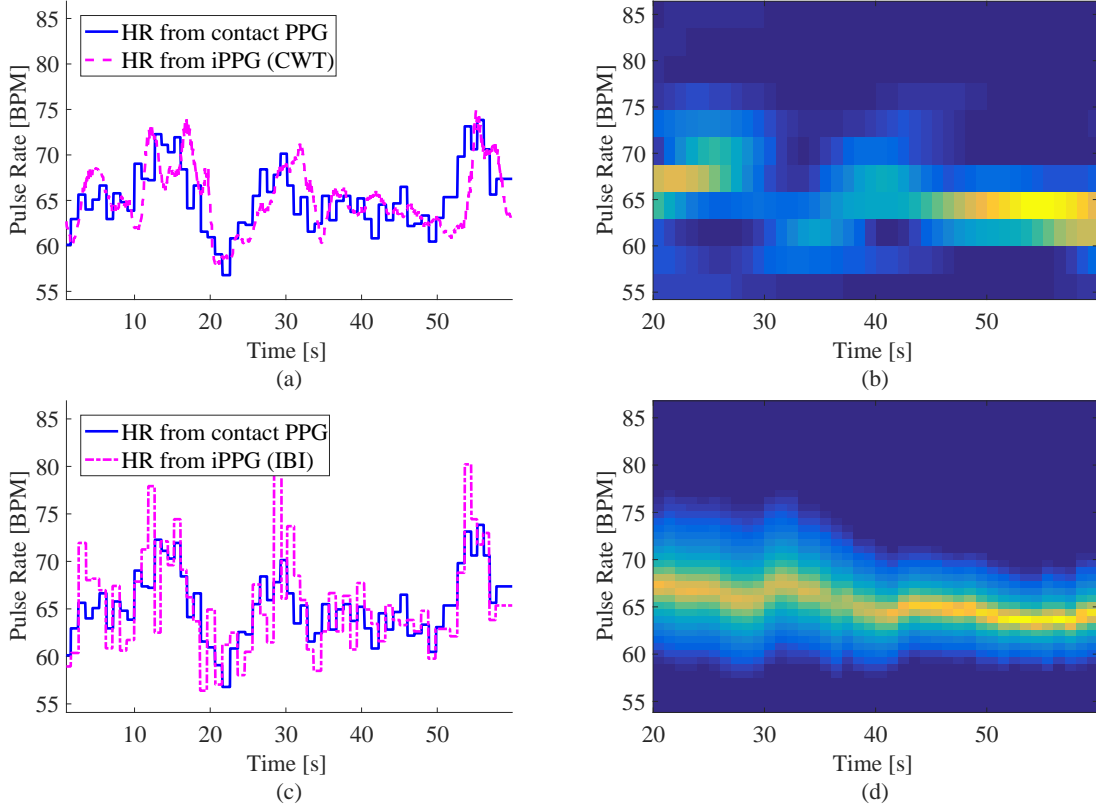 85
80
75
70
65
60
55
Pulse Rate [BPM]
HR from contact PPG
HR from iPPG (CWT)
10 20 30 40 50
Time [s]
(a)
85
80
75
70
65
60
55
Pulse Rate [BPM]
20 30 40 50
Time [s]
(b)
85
80
75
70
65
60
55
Pulse Rate [BPM]
HR from contact PPG
HR from iPPG (IBI)
10 20 30 40 50
Time [s]
(c)
85
80
75
70
65
60
55
Pulse Rate [BPM]
20 30 40 50
Time [s]
(d)